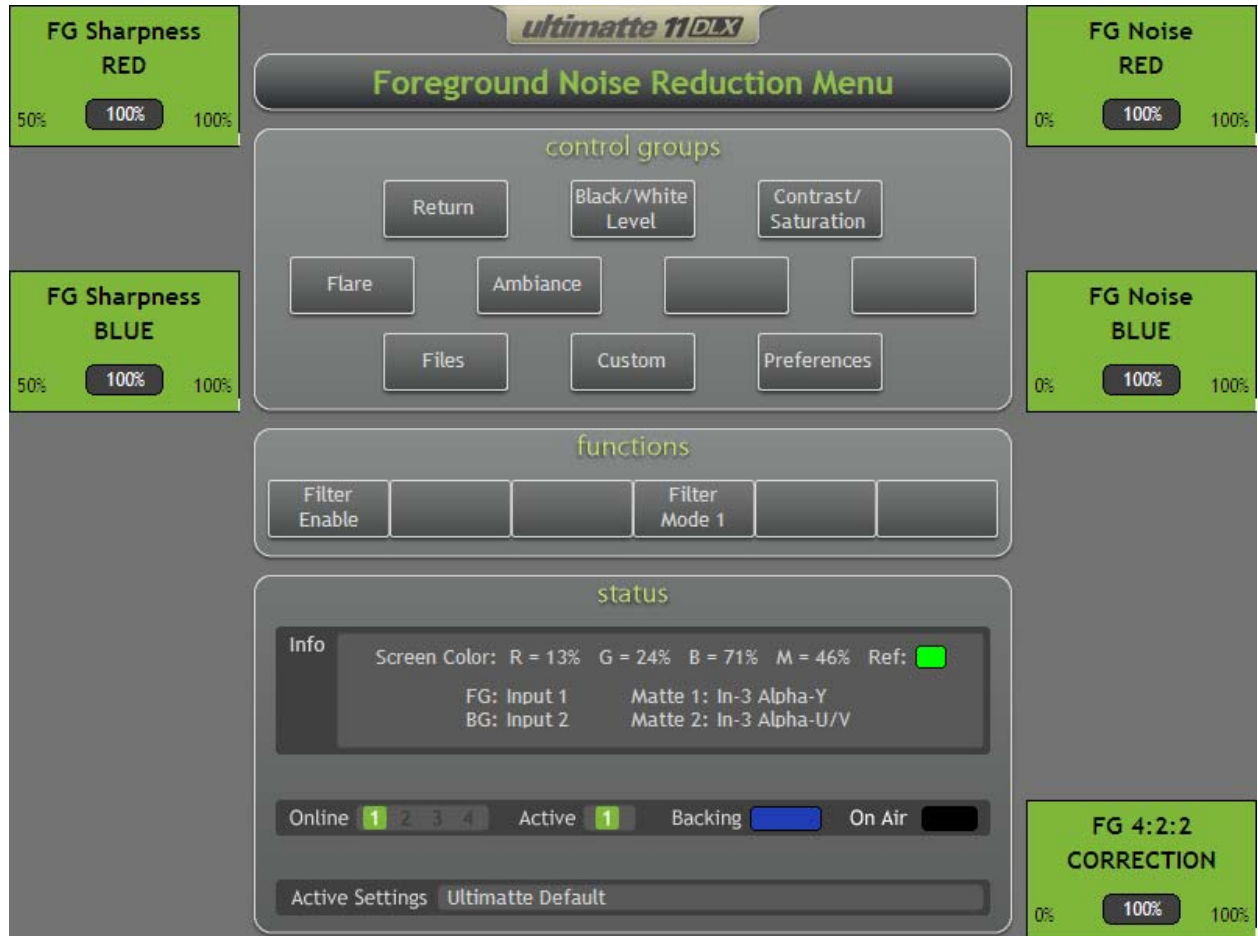 ultimatte 11 DLX
Foreground Noise Reduction Menu
FG Sharpness
RED
50% 100% 100%
FG Noise
RED
0% 100% 100%
control groups
Return
Black/White
Level
Contrast/
Saturation
Flare
Ambiance
Files
Custom
Preferences
FG Sharpness
BLUE
50% 100% 100%
FG Noise
BLUE
0% 100% 100%
functions
Filter
Enable
Filter
Mode 1
status
Info
Screen Color: R = 13% G = 24% B = 71% M = 46% Ref:
FG: Input 1 Matte 1: In-3 Alpha-Y
BG: Input 2 Matte 2: In-3 Alpha-U/V
Online 1 2 3 4 Active 1 Backing On Air
Active Settings Ultimatte Default
FG 4:2:2
CORRECTION
0% 100% 100%